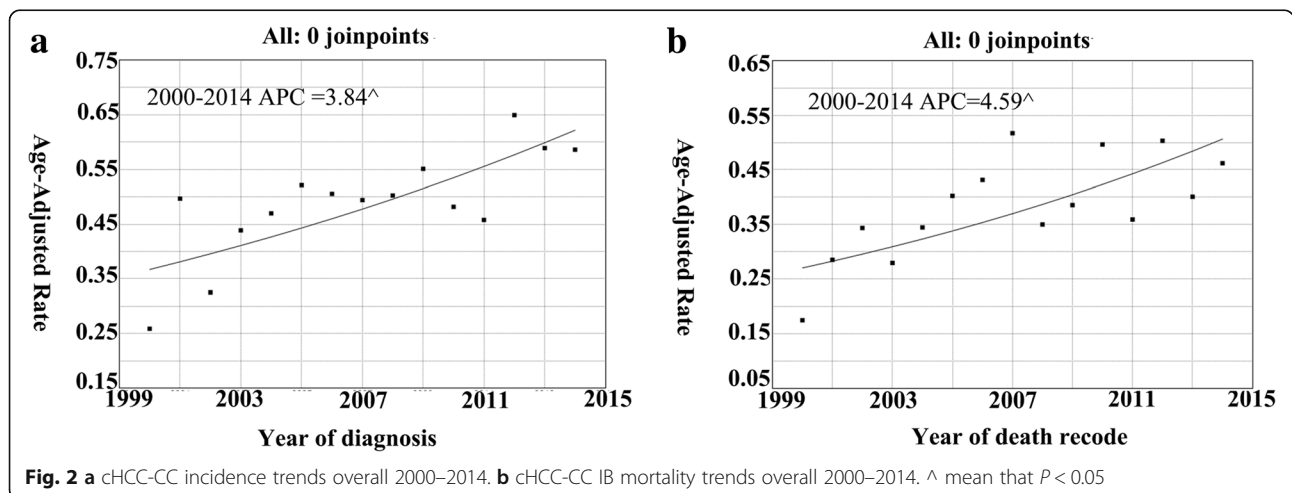 a
All: 0 joinpoints
0.75
0.65
0.55
0.45
0.35
0.25
0.15
Age-Adjusted Rate
2000-2014 APC =3.84^
1999 2003 2007 2011 2015
Year of diagnosis
b
All: 0 joinpoints
0.65
0.55
0.45
0.35
0.25
0.15
0.05
Age-Adjusted Rate
2000-2014 APC=4.59^
1999 2003 2007 2011 2015
Year of death recode
Fig. 2 a cHCC-CC incidence trends overall 2000–2014. b cHCC-CC IB mortality trends overall 2000–2014. ^ mean that P < 0.05